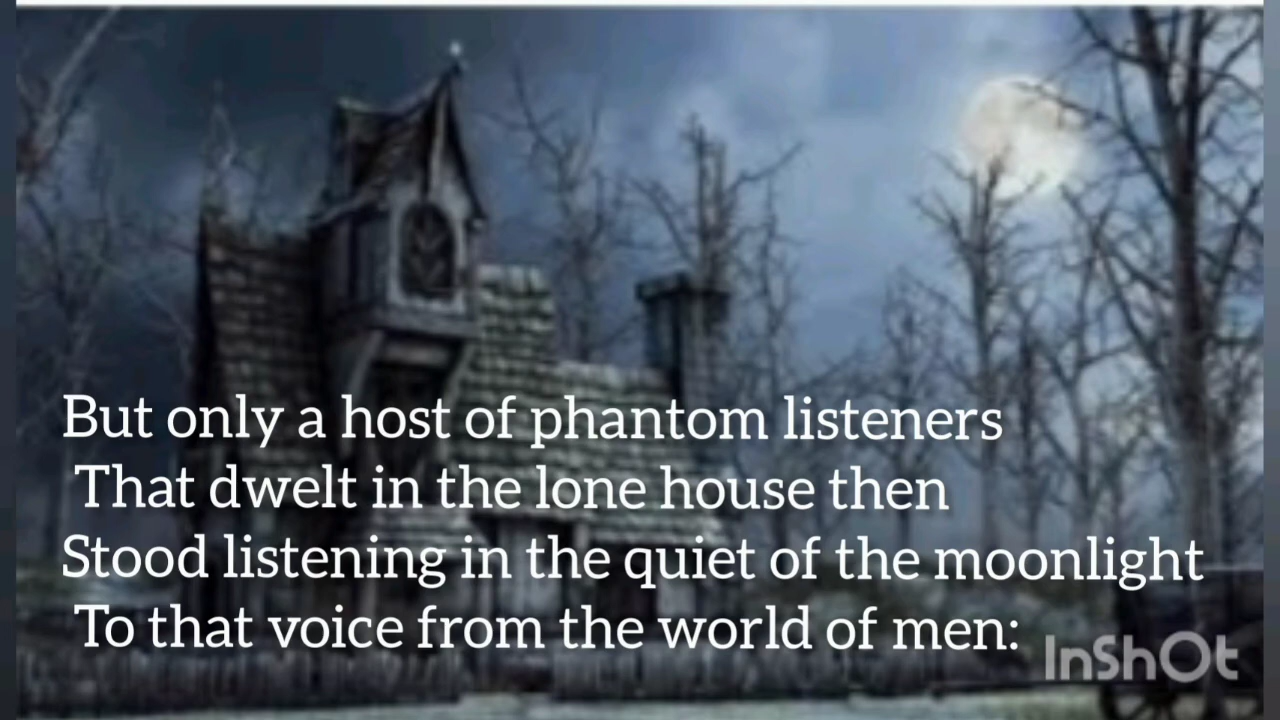 But only a host of phantom listeners
That dwelt in the lone house then
Stood listening in the quiet of the moonlight
To that voice from the world of men:
InShOt